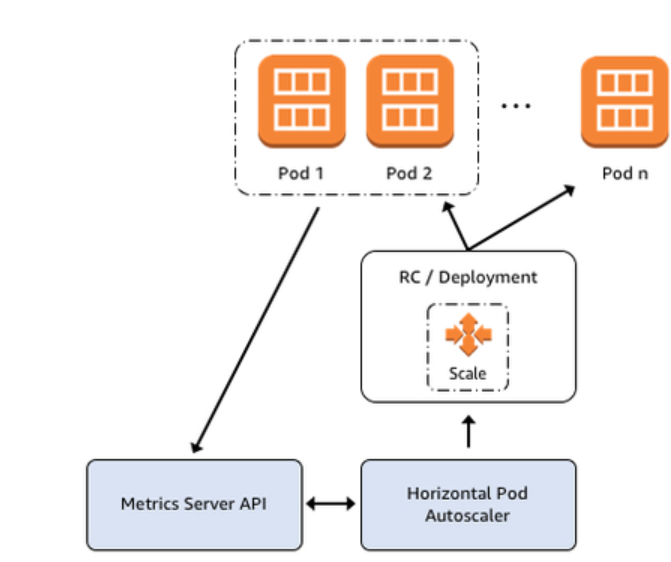 Pod 1
Pod 2
...
Pod n
RC / Deployment
Scale
Metrics Server API
Horizontal Pod
Autoscaler